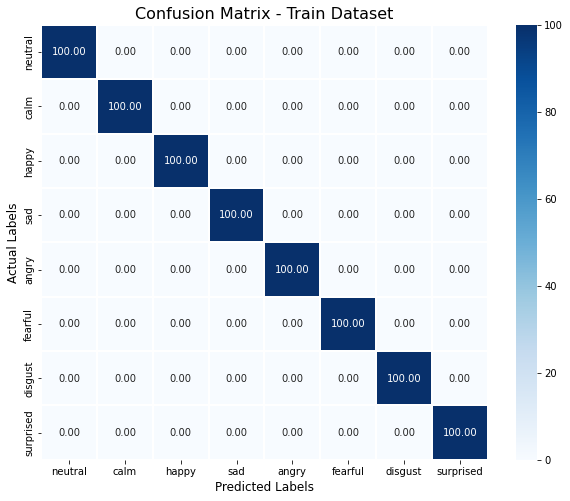 Confusion Matrix - Train Dataset
neutral 100.00 0.00 0.00 0.00 0.00 0.00 0.00 0.00
calm 0.00 100.00 0.00 0.00 0.00 0.00 0.00 0.00
happy 0.00 0.00 100.00 0.00 0.00 0.00 0.00 0.00
sad 0.00 0.00 0.00 100.00 0.00 0.00 0.00 0.00
angry 0.00 0.00 0.00 0.00 100.00 0.00 0.00 0.00
fearful 0.00 0.00 0.00 0.00 0.00 100.00 0.00 0.00
disgust 0.00 0.00 0.00 0.00 0.00 0.00 100.00 0.00
surprised 0.00 0.00 0.00 0.00 0.00 0.00 0.00 100.00
neutral calm happy sad angry fearful disgust surprised
Predicted Labels
Actual Labels
100
80
60
40
20
0